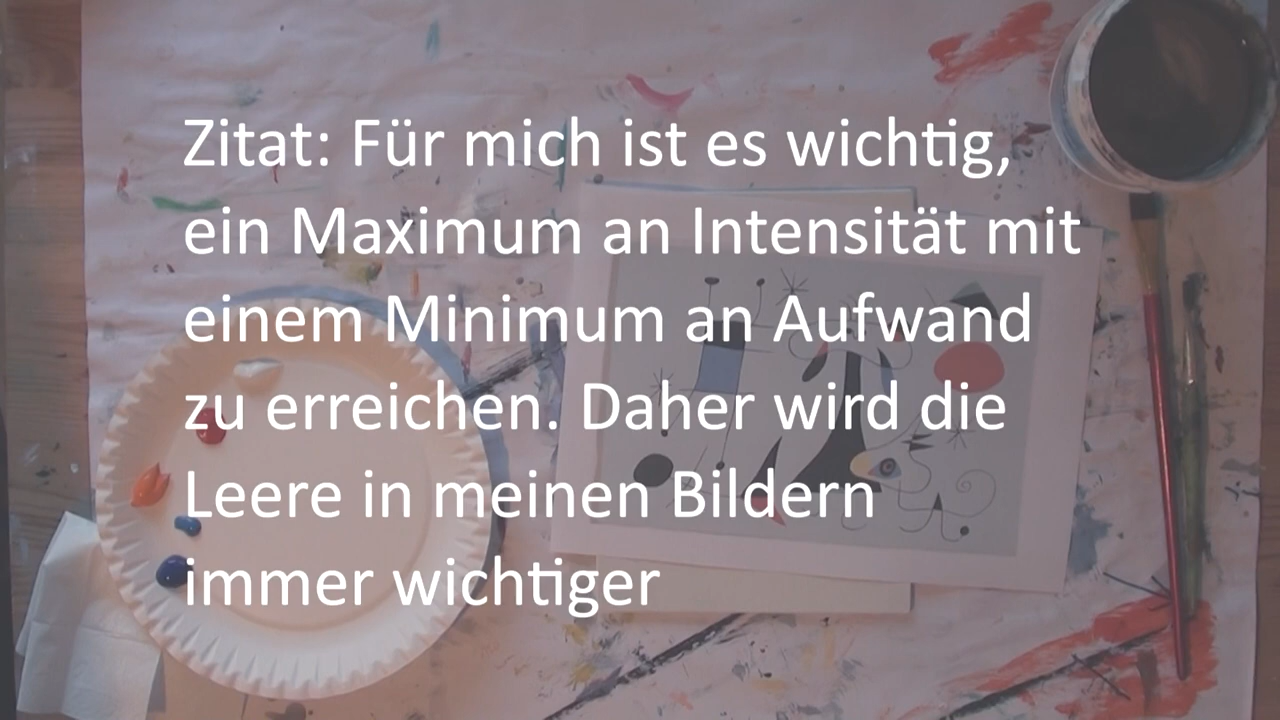 Zitat: Für mich ist es wichtig,
ein Maximum an Intensität mit
einem Minimum an Aufwand
zu erreichen. Daher wird die
Leere in meinen Bildern
immer wichtiger